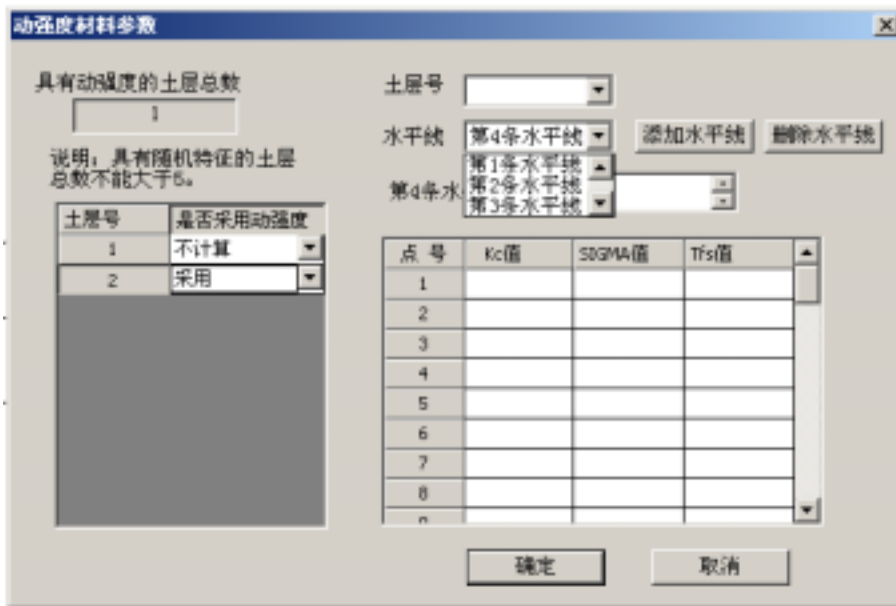 动强度材料参数
具有动强度的土层总数
1
说明：具有随机特征的土层
总数不能大于5。
土层号 是否采用动强度
1 不计算
2 采用
土层号
水平线 第4条水平线 添加水平线 删除水平线
第1条水平线
第2条水平线
第3条水平线
第4条水
点 号 Kc值 SIGMA值 Tfs值
1
2
3
4
5
6
7
8
确定 取消